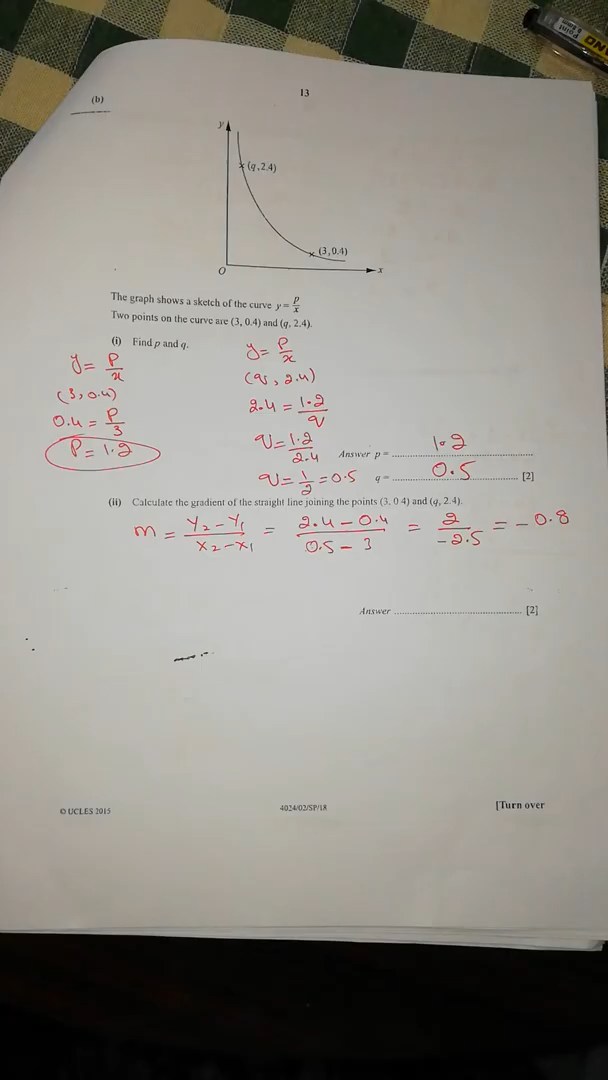 13
(b)
y
(q, 2.4)
(3, 0.4)
O
x
The graph shows a sketch of the curve y = p/x
Two points on the curve are (3, 0.4) and (q, 2.4).
(i) Find p and q.
y = P/x
(3, 0.4)
0.4 = P/3
P = 1.2
y = P/x
(q, 2.4)
2.4 = 1.2/q
q = 1.2/2.4
q = 1/2 = 0.5
Answer p = 1.2
q = 0.5 [2]
(ii) Calculate the gradient of the straight line joining the points (3, 0.4) and (q, 2.4).
m = Y2 - Y1 / X2 - X1 = 2.4 - 0.4 / 0.5 - 3 = 2 / -2.5 = - 0.8
Answer ................................................ [2]
© UCLES 2015
4024/02/SP/18
[Turn over